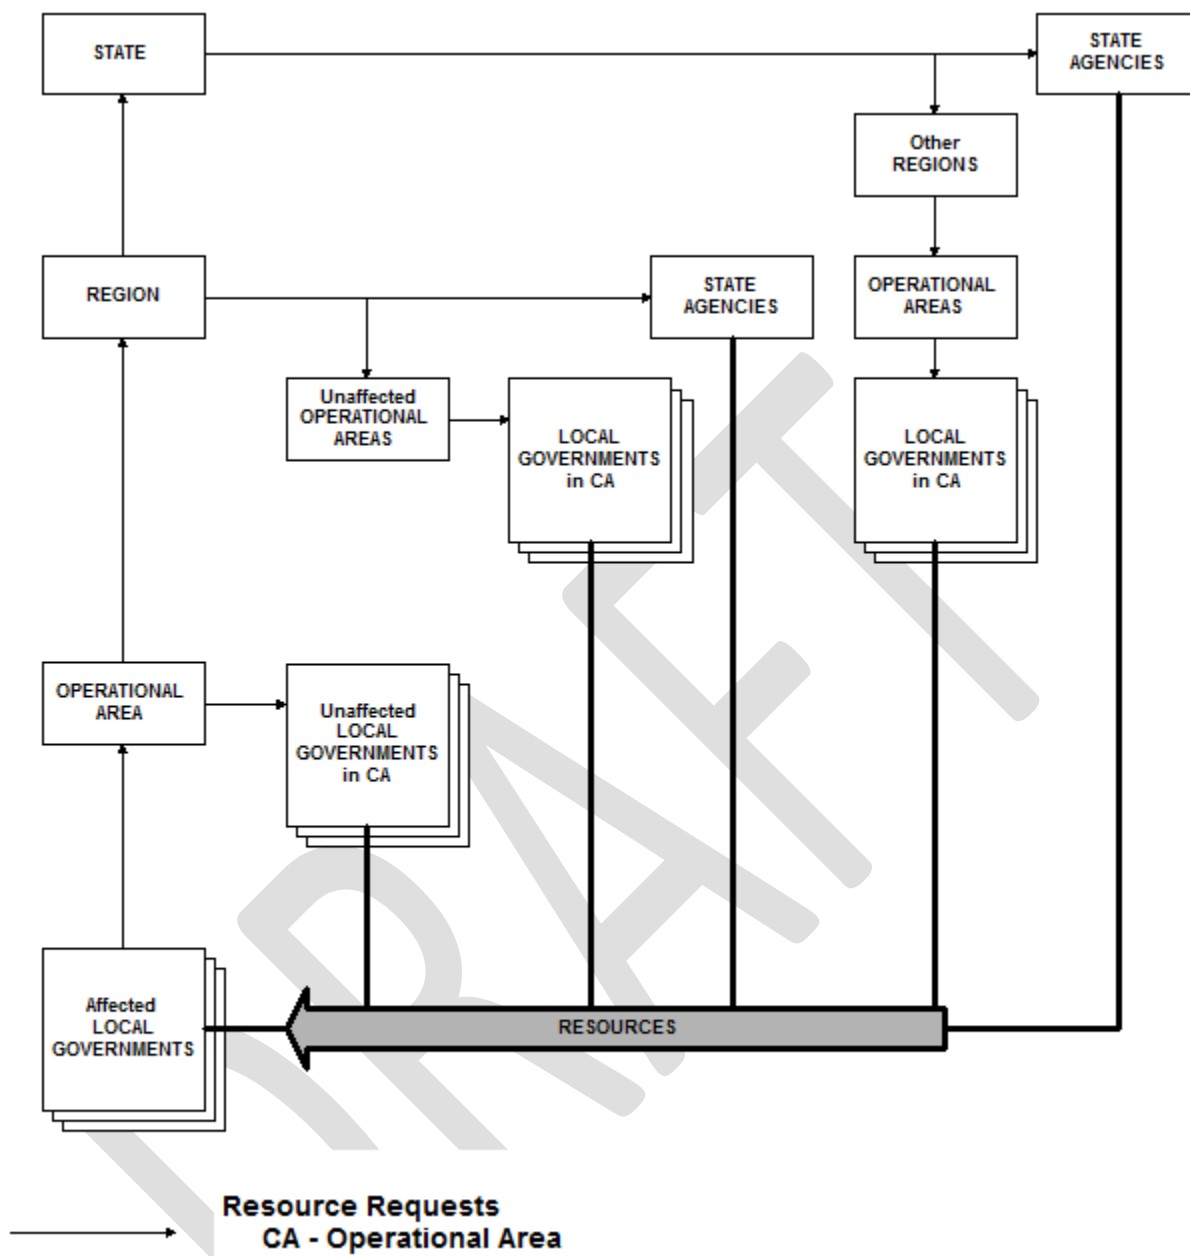 STATE
STATE
AGENCIES
Other
REGIONS
REGION
STATE
AGENCIES
OPERATIONAL
AREAS
Unaffected
OPERATIONAL
AREAS
LOCAL
GOVERNMENTS
in CA
LOCAL
GOVERNMENTS
in CA
OPERATIONAL
AREA
Unaffected
LOCAL
GOVERNMENTS
in CA
Affected
LOCAL
GOVERNMENTS
RESOURCES
DRAFT
Resource Requests
CA - Operational Area